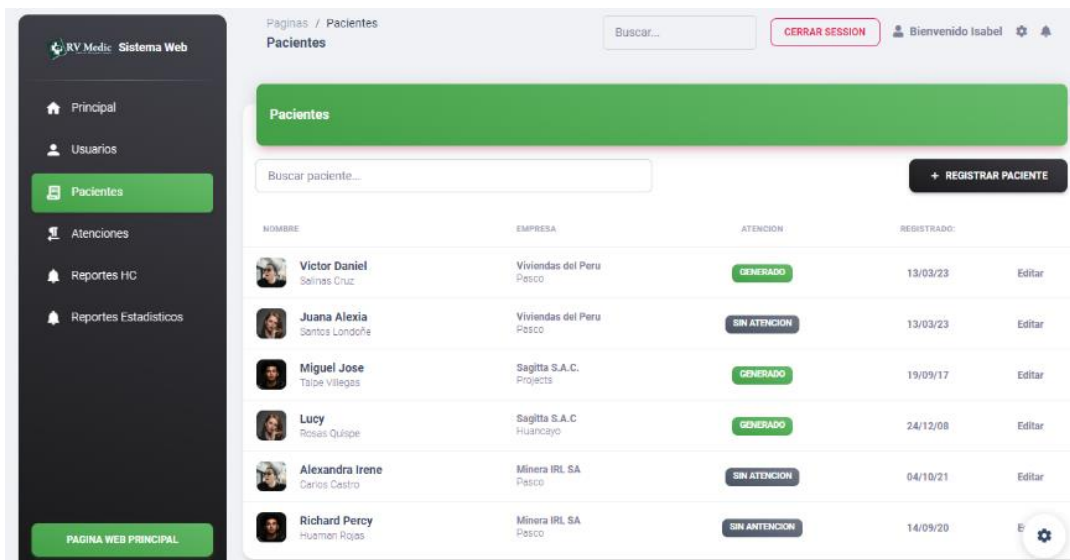 RV Medic Sistema Web
Principal
Usuarios
Pacientes
Atenciones
Reportes HC
Reportes Estadisticos
PAGINA WEB PRINCIPAL
Paginas / Pacientes
Pacientes
Buscar...
CERRAR SESSION
Bienvenido Isabel
Pacientes
Buscar paciente...
+ REGISTRAR PACIENTE
NOMBRE EMPRESA ATENCION REGISTRADO:
Victor Daniel Viviendas del Peru GENERADO 13/03/23 Editar
Salinas Cruz Pasco
Juana Alexia Viviendas del Peru SIN ATENCION 13/03/23 Editar
Santos Londoñe Pasco
Miguel Jose Sagitta S.A.C. GENERADO 19/09/17 Editar
Taipe Villegas Projects
Lucy Sagitta S.A.C GENERADO 24/12/08 Editar
Rosas Quispe Huancayo
Alexandra Irene Minera IRL SA SIN ATENCION 04/10/21 Editar
Carlos Castro Pasco
Richard Percy Minera IRL SA SIN ANTENCION 14/09/20
Huaman Rojas Pasco